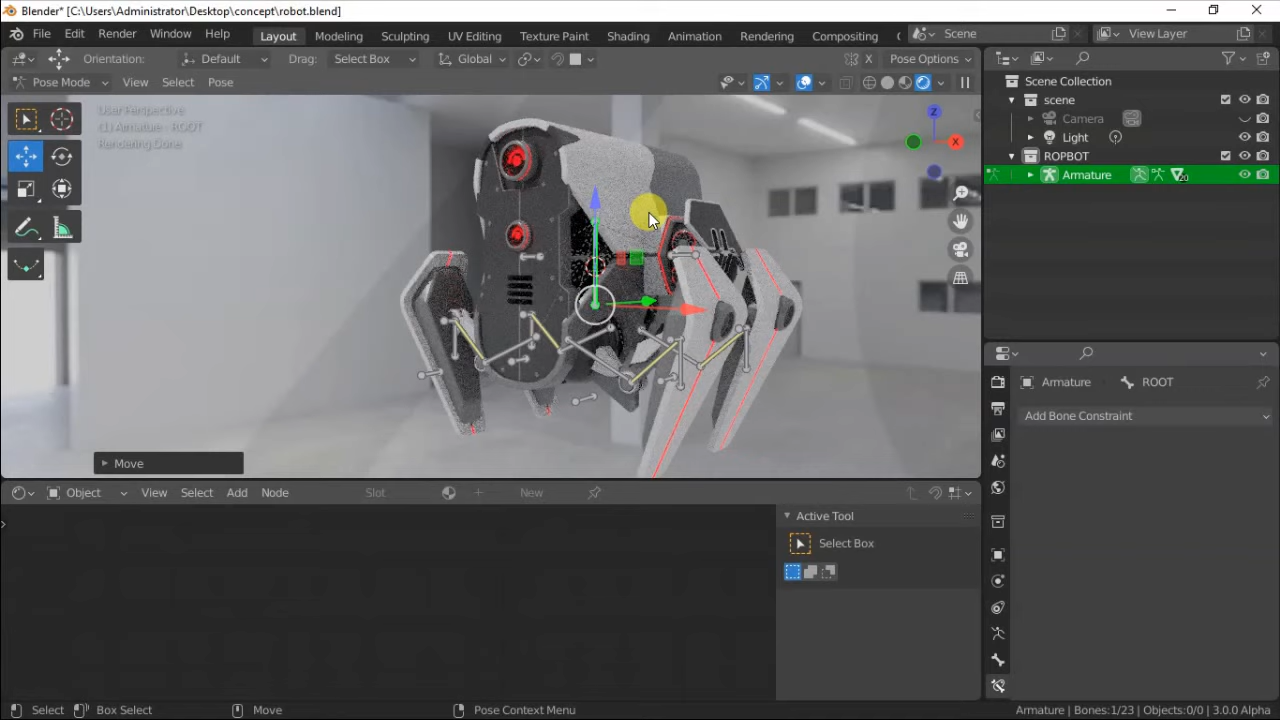 Blender* [C:\Users\Administrator\Desktop\concept\robot.blend]
File Edit Render Window Help Layout Modeling Sculpting UV Editing Texture Paint Shading Animation Rendering Compositing Scene View Layer
Orientation: Default Drag: Select Box Global Pose Options
Pose Mode View Select Pose
User Perspective
(1) Armature : ROOT
Rendering Done
Z
X
Move
Scene Collection
scene
Camera
Light
ROPBOT
Armature 20
Armature ROOT
Add Bone Constraint
Object View Select Add Node Slot New
Active Tool
Select Box
Select Box Select Move Pose Context Menu Armature | Bones:1/23 | Objects:0/0 | 3.0.0 Alpha